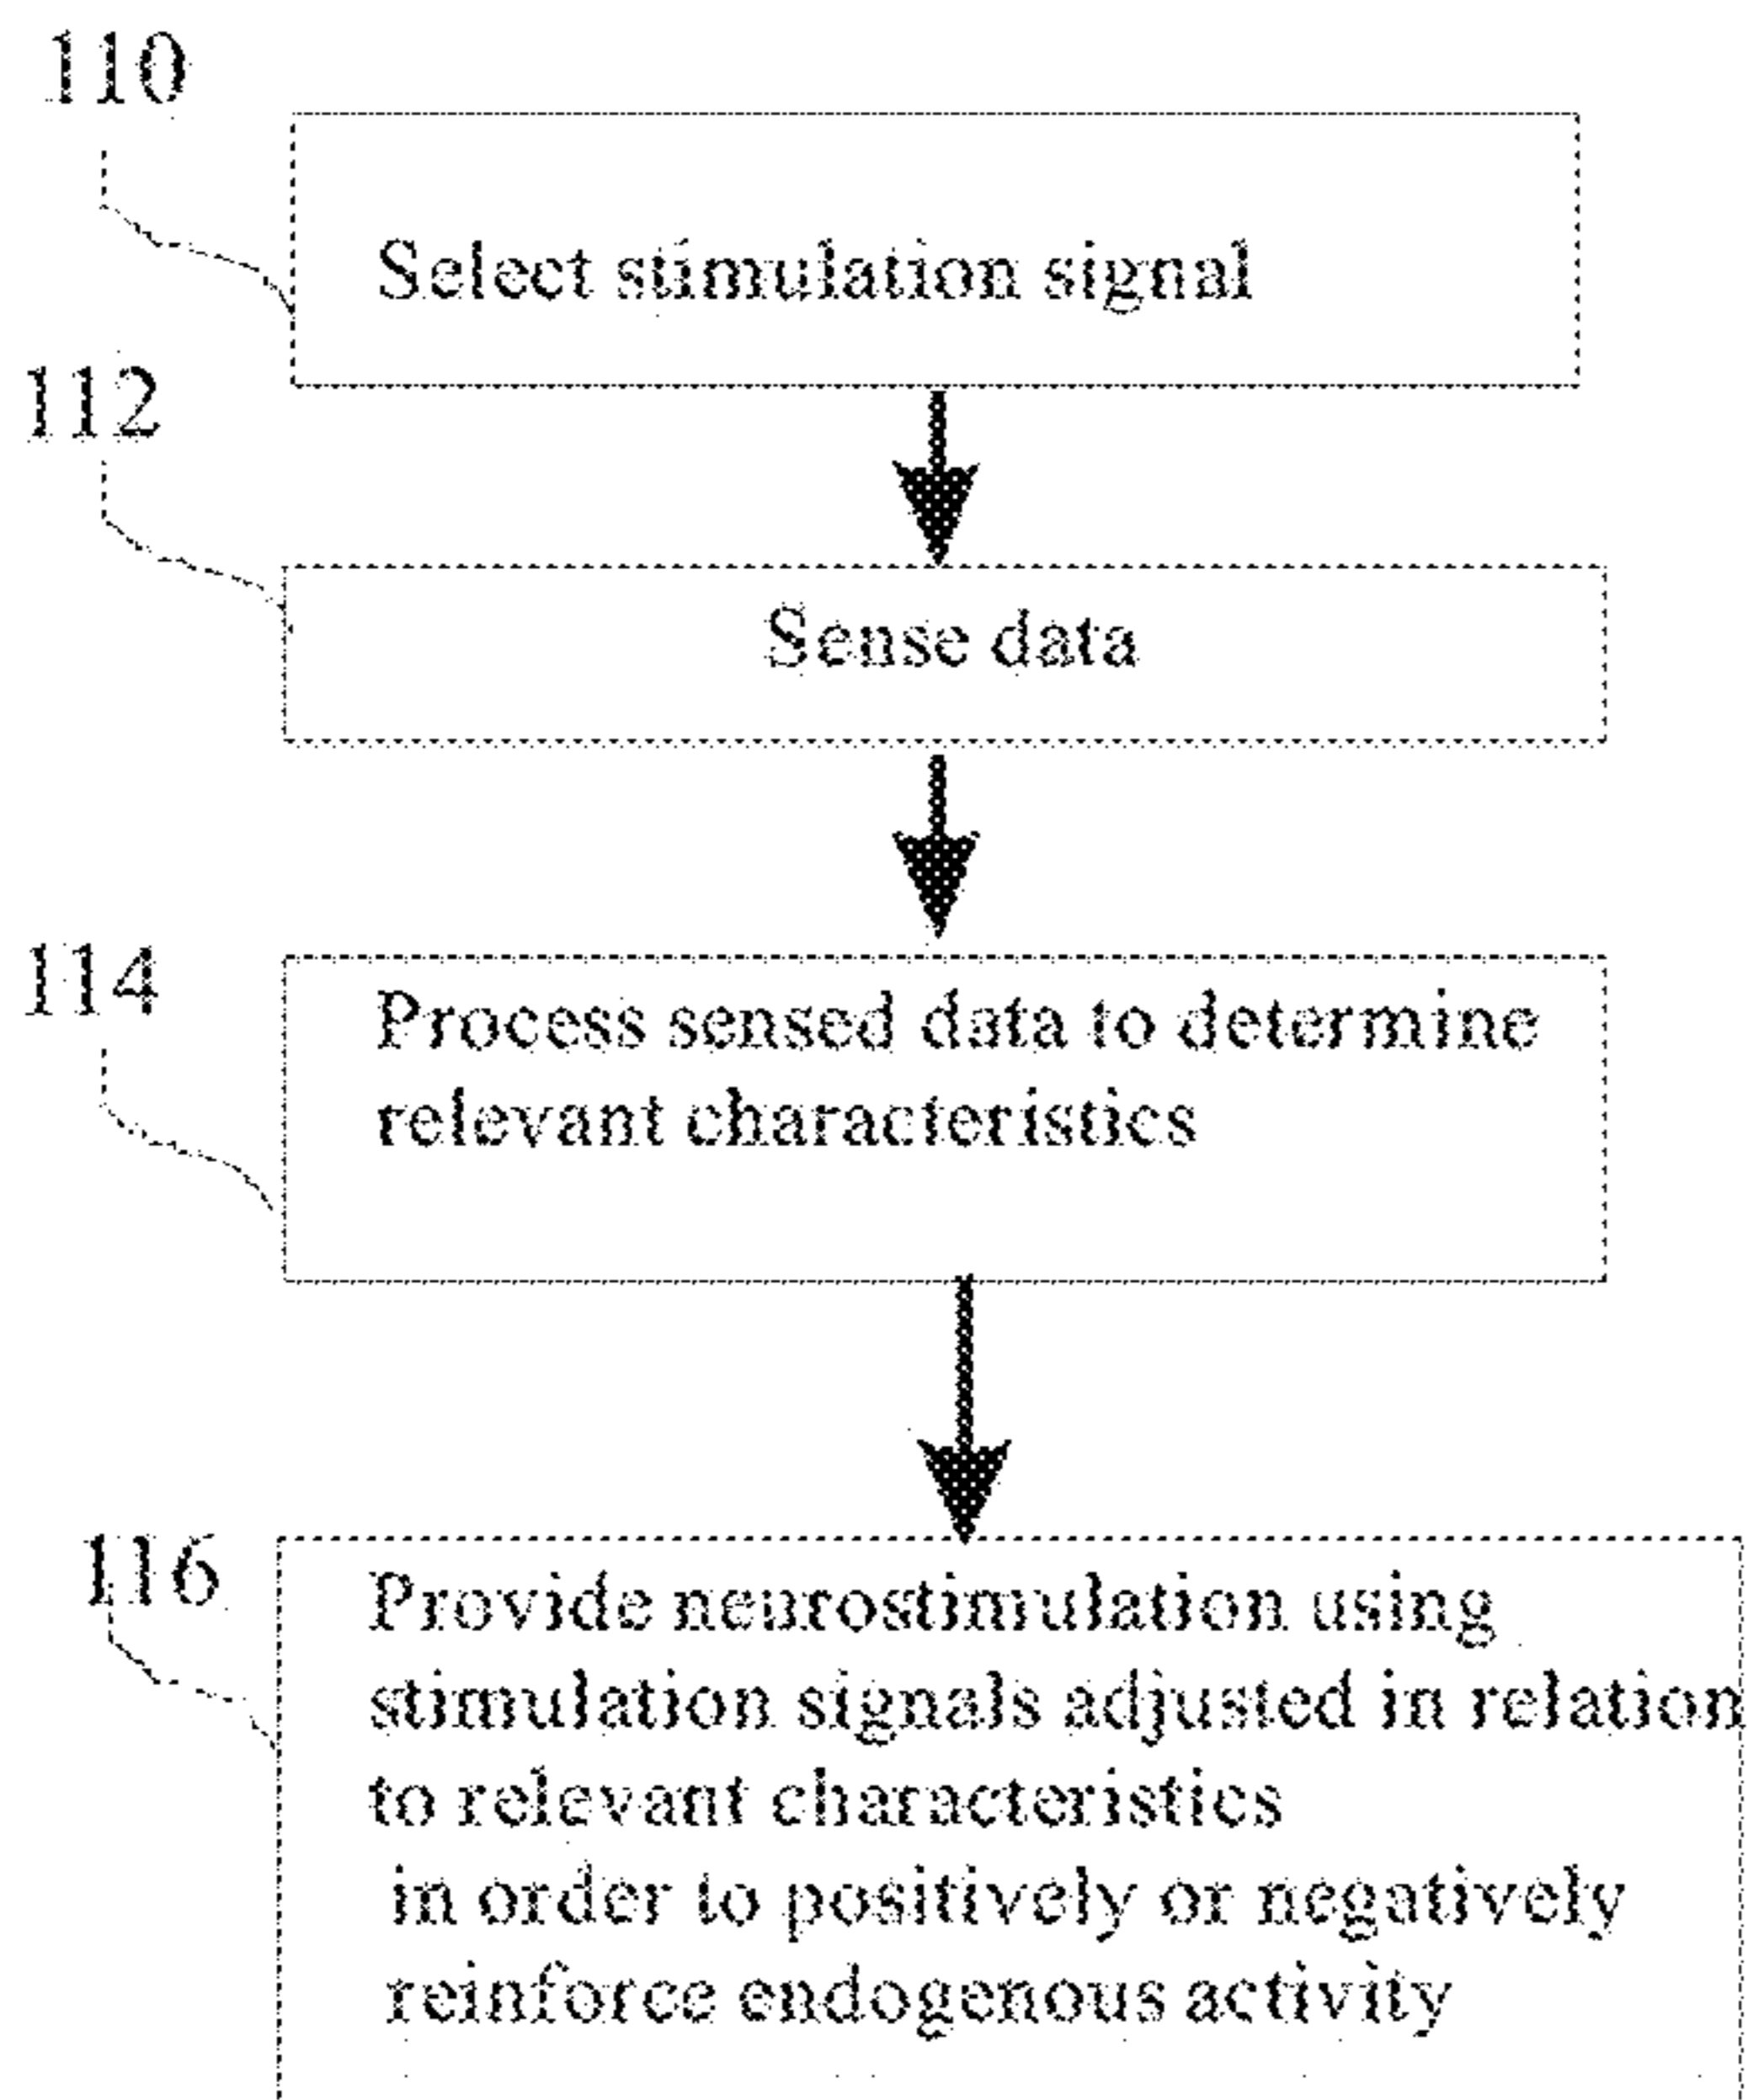 110
Select stimulation signal
112
Sense data
114
Process sensed data to determine
relevant characteristics
116
Provide neurostimulation using
stimulation signals adjusted in relation
to relevant characteristics
in order to positively or negatively
reinforce endogenous activity